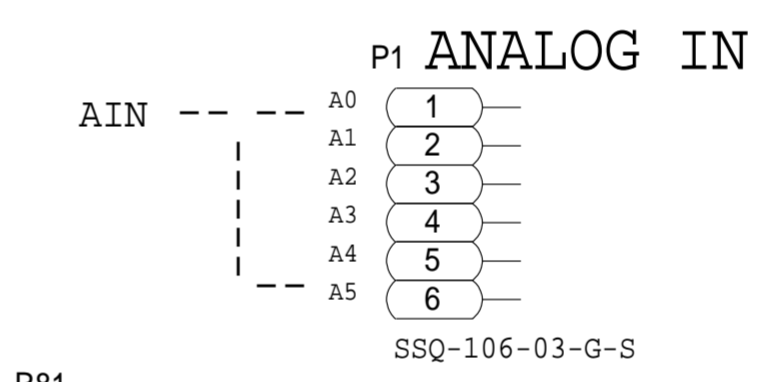 P1 ANALOG IN
AIN -- -- A0 1
A1 2
A2 3
A3 4
A4 5
-- A5 6
SSQ-106-03-G-S